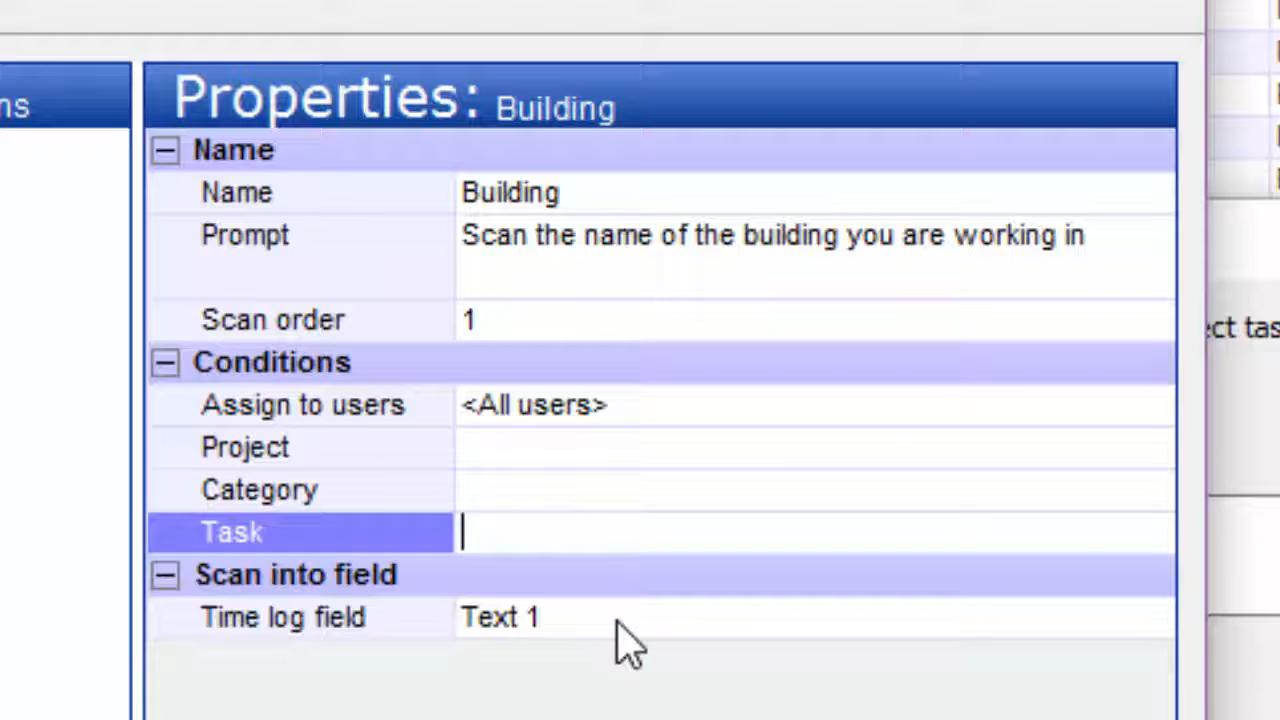 ns
Properties: Building
Name
Name Building
Prompt Scan the name of the building you are working in
Scan order 1
Conditions
Assign to users <All users>
Project
Category
Task
Scan into field
Time log field Text 1
ect tas